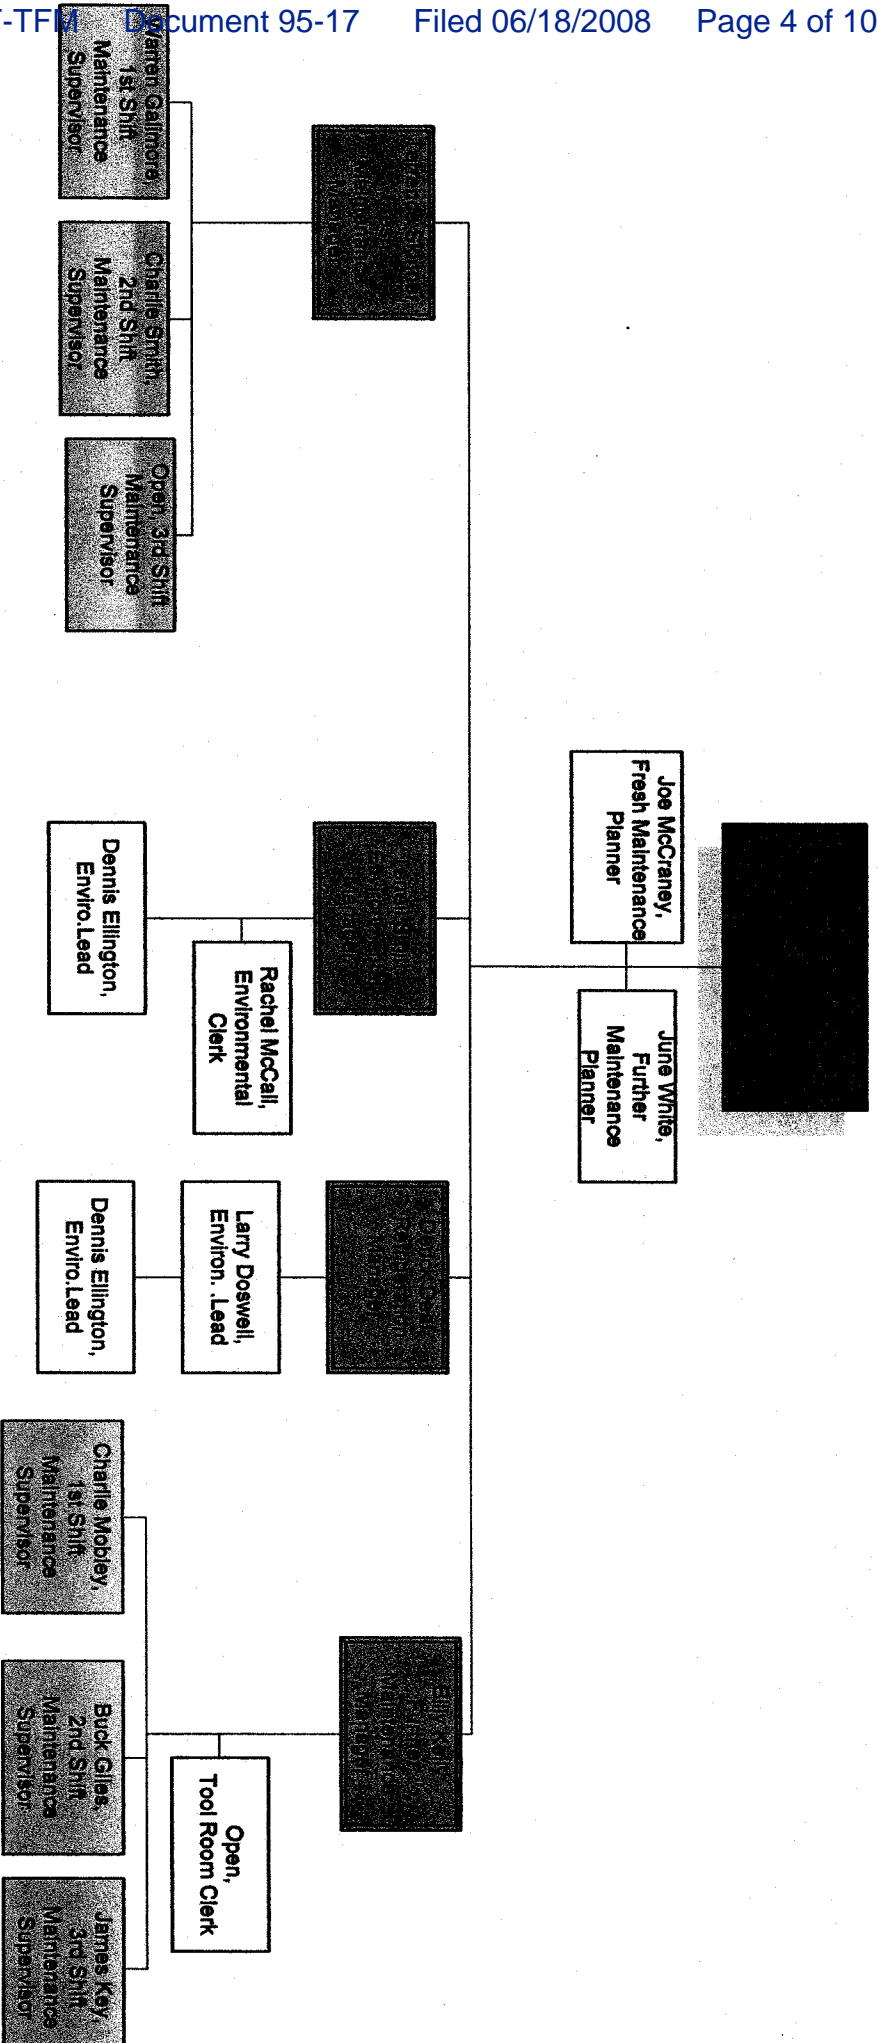 -TFM Document 95-17 Filed 06/18/2008 Page 4 of 10
Joe McCraney,
Fresh Maintenance
Planner
June White,
Further
Maintenance
Planner
Refrigeration
Manager
Warren Gallmore,
1st Shift
Maintenance
Supervisor
Charlie Smith,
2nd Shift
Maintenance
Supervisor
Open, 3rd Shift
Maintenance
Supervisor
Rachel McCall,
Environmental
Clerk
Dennis Ellington,
Enviro.Lead
Larry Doswell,
Environ. .Lead
Dennis Ellington,
Enviro.Lead
Open,
Tool Room Clerk
Charlie Mobley,
1st Shift
Maintenance
Supervisor
Buck Giles,
2nd Shift
Maintenance
Supervisor
James Key,
3rd Shift
Maintenance
Supervisor